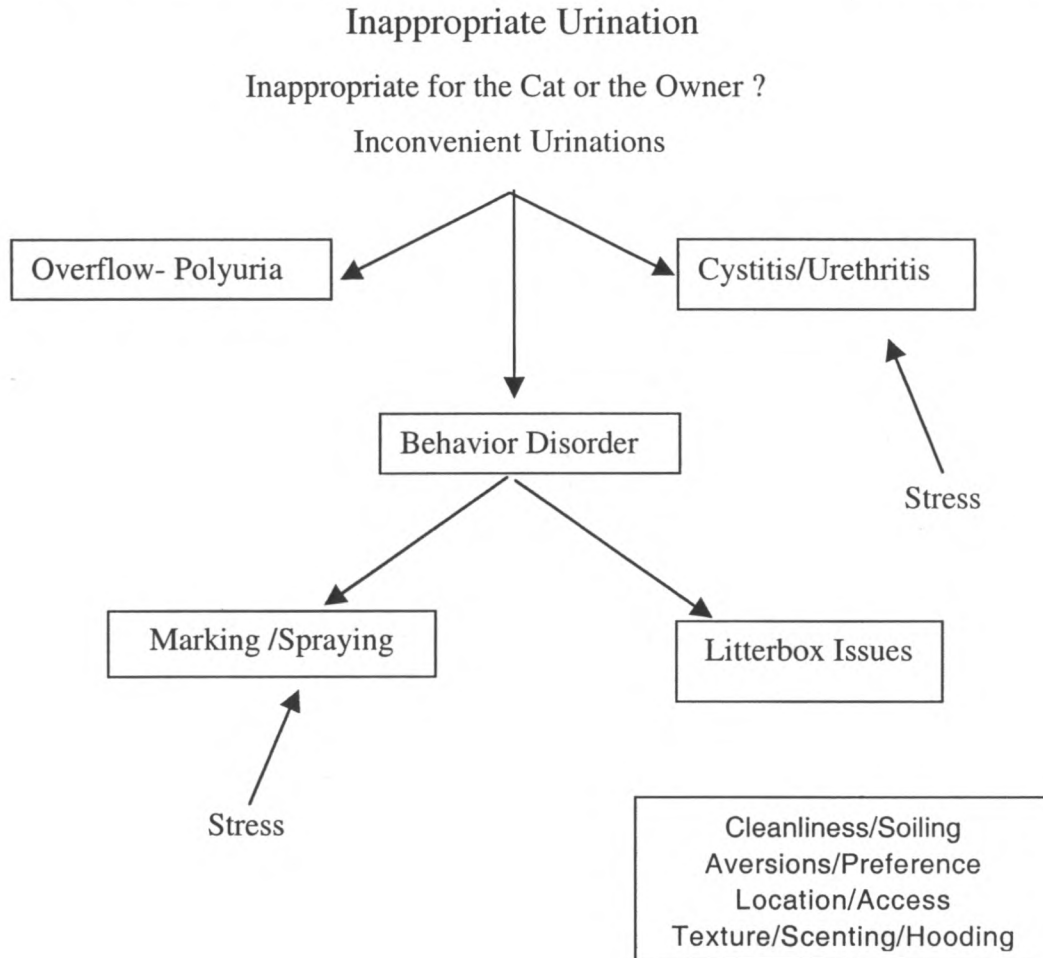 Inappropriate Urination
Inappropriate for the Cat or the Owner ?
Inconvenient Urinations
Overflow- Polyuria
Cystitis/Urethritis
Behavior Disorder
Stress
Marking /Spraying
Litterbox Issues
Stress
Cleanliness/Soiling
Aversions/Preference
Location/Access
Texture/Scenting/Hooding